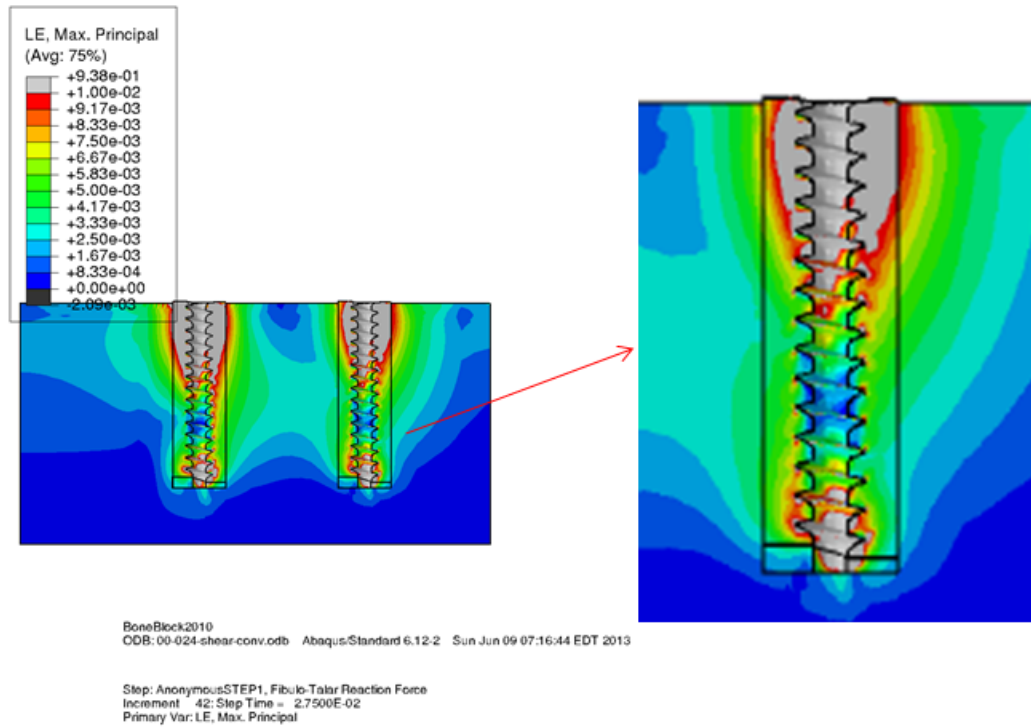 LE, Max. Principal
(Avg: 75%)
+9.38e-01
+1.00e-02
+9.17e-03
+8.33e-03
+7.50e-03
+6.67e-03
+5.83e-03
+5.00e-03
+4.17e-03
+3.33e-03
+2.50e-03
+1.67e-03
+8.33e-04
+0.00e+00
-2.09e-03
BoneBlock2010
ODB: 00-024-shear-conv.odb Abaqus/Standard 6.12-2 Sun Jun 09 07:16:44 EDT 2013
Step: AnonymousSTEP1, Fibulo-Talar Reaction Force
Increment 42: Step Time = 2.7500E-02
Primary Var: LE, Max. Principal